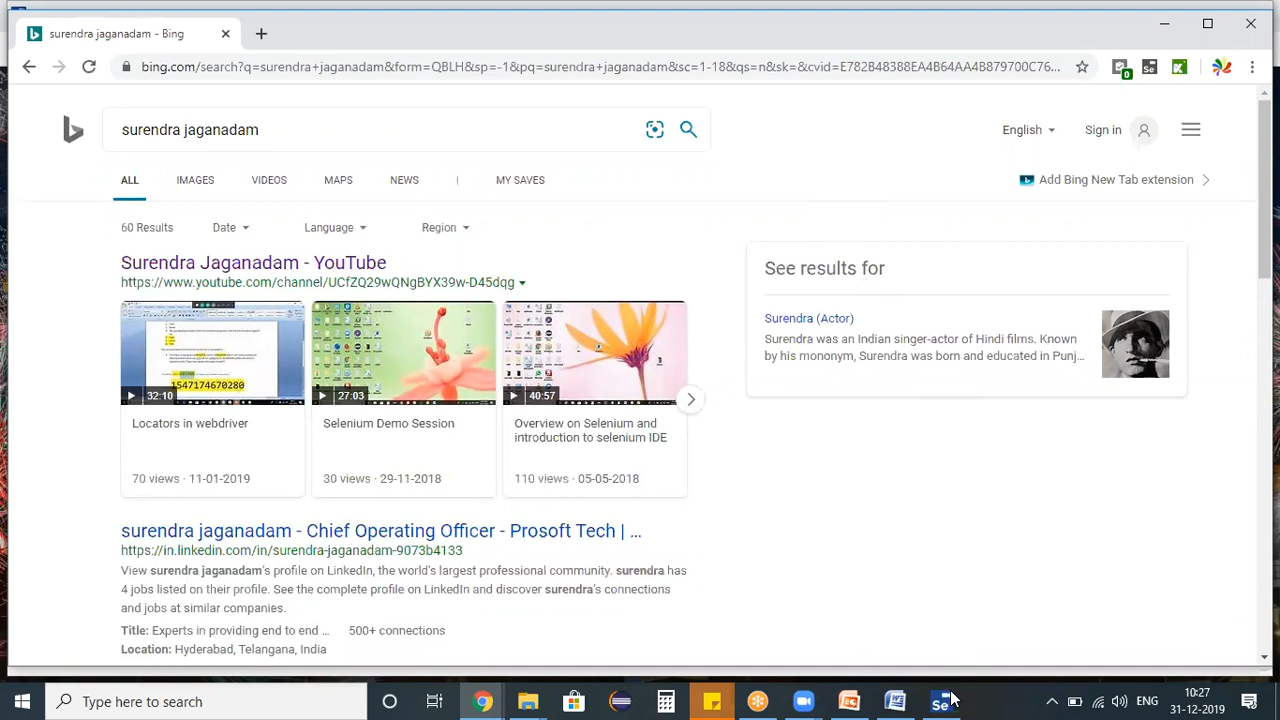 surendra jaganadam - Bing
bing.com/search?q=surendra+jaganadam&form=QBLH&sp=-1&pq=surendra+jaganadam&sc=1-18&qs=n&sk=&cvid=E782B48388EA4B64AA4B879700C76...
0
Se
K
surendra jaganadam
English
Sign in
ALL
IMAGES
VIDEOS
MAPS
NEWS
MY SAVES
Add Bing New Tab extension
60 Results
Date
Language
Region
Surendra Jaganadam - YouTube
https://www.youtube.com/channel/UCfZQ29wQNgBYX39w-D45dqg
1547174670280
32:10
27:03
40:57
Locators in webdriver
70 views · 11-01-2019
Selenium Demo Session
30 views · 29-11-2018
Overview on Selenium and
introduction to selenium IDE
110 views · 05-05-2018
See results for
Surendra (Actor)
Surendra was an Indian singer-actor of Hindi films. Known
by his mononym, Surendra was born and educated in Punj...
surendra jaganadam - Chief Operating Officer - Prosoft Tech | ...
https://in.linkedin.com/in/surendra-jaganadam-9073b4133
View surendra jaganadam's profile on LinkedIn, the world's largest professional community. surendra has
4 jobs listed on their profile. See the complete profile on LinkedIn and discover surendra's connections
and jobs at similar companies.
Title: Experts in providing end to end ... 500+ connections
Location: Hyderabad, Telangana, India
Type here to search
Se
ENG
10:27
31-12-2019